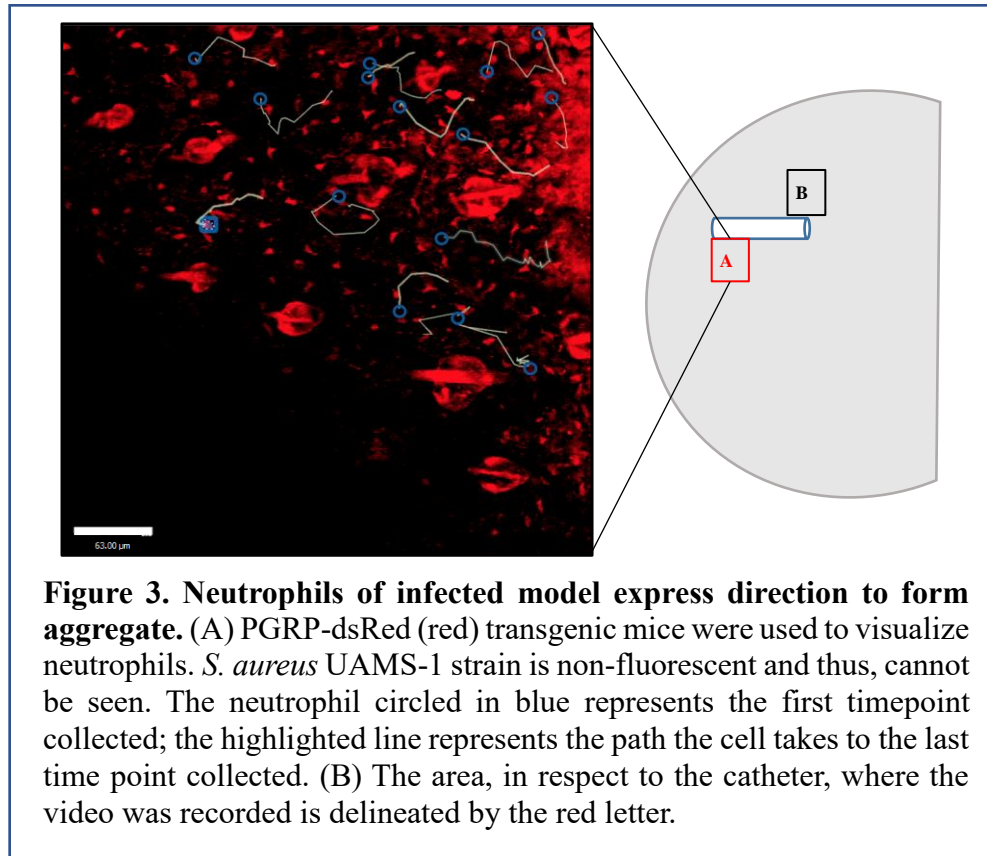 B
A
63.00 µm
Figure 3. Neutrophils of infected model express direction to form
aggregate. (A) PGRP-dsRed (red) transgenic mice were used to visualize
neutrophils. S. aureus UAMS-1 strain is non-fluorescent and thus, cannot
be seen. The neutrophil circled in blue represents the first timepoint
collected; the highlighted line represents the path the cell takes to the last
time point collected. (B) The area, in respect to the catheter, where the
video was recorded is delineated by the red letter.